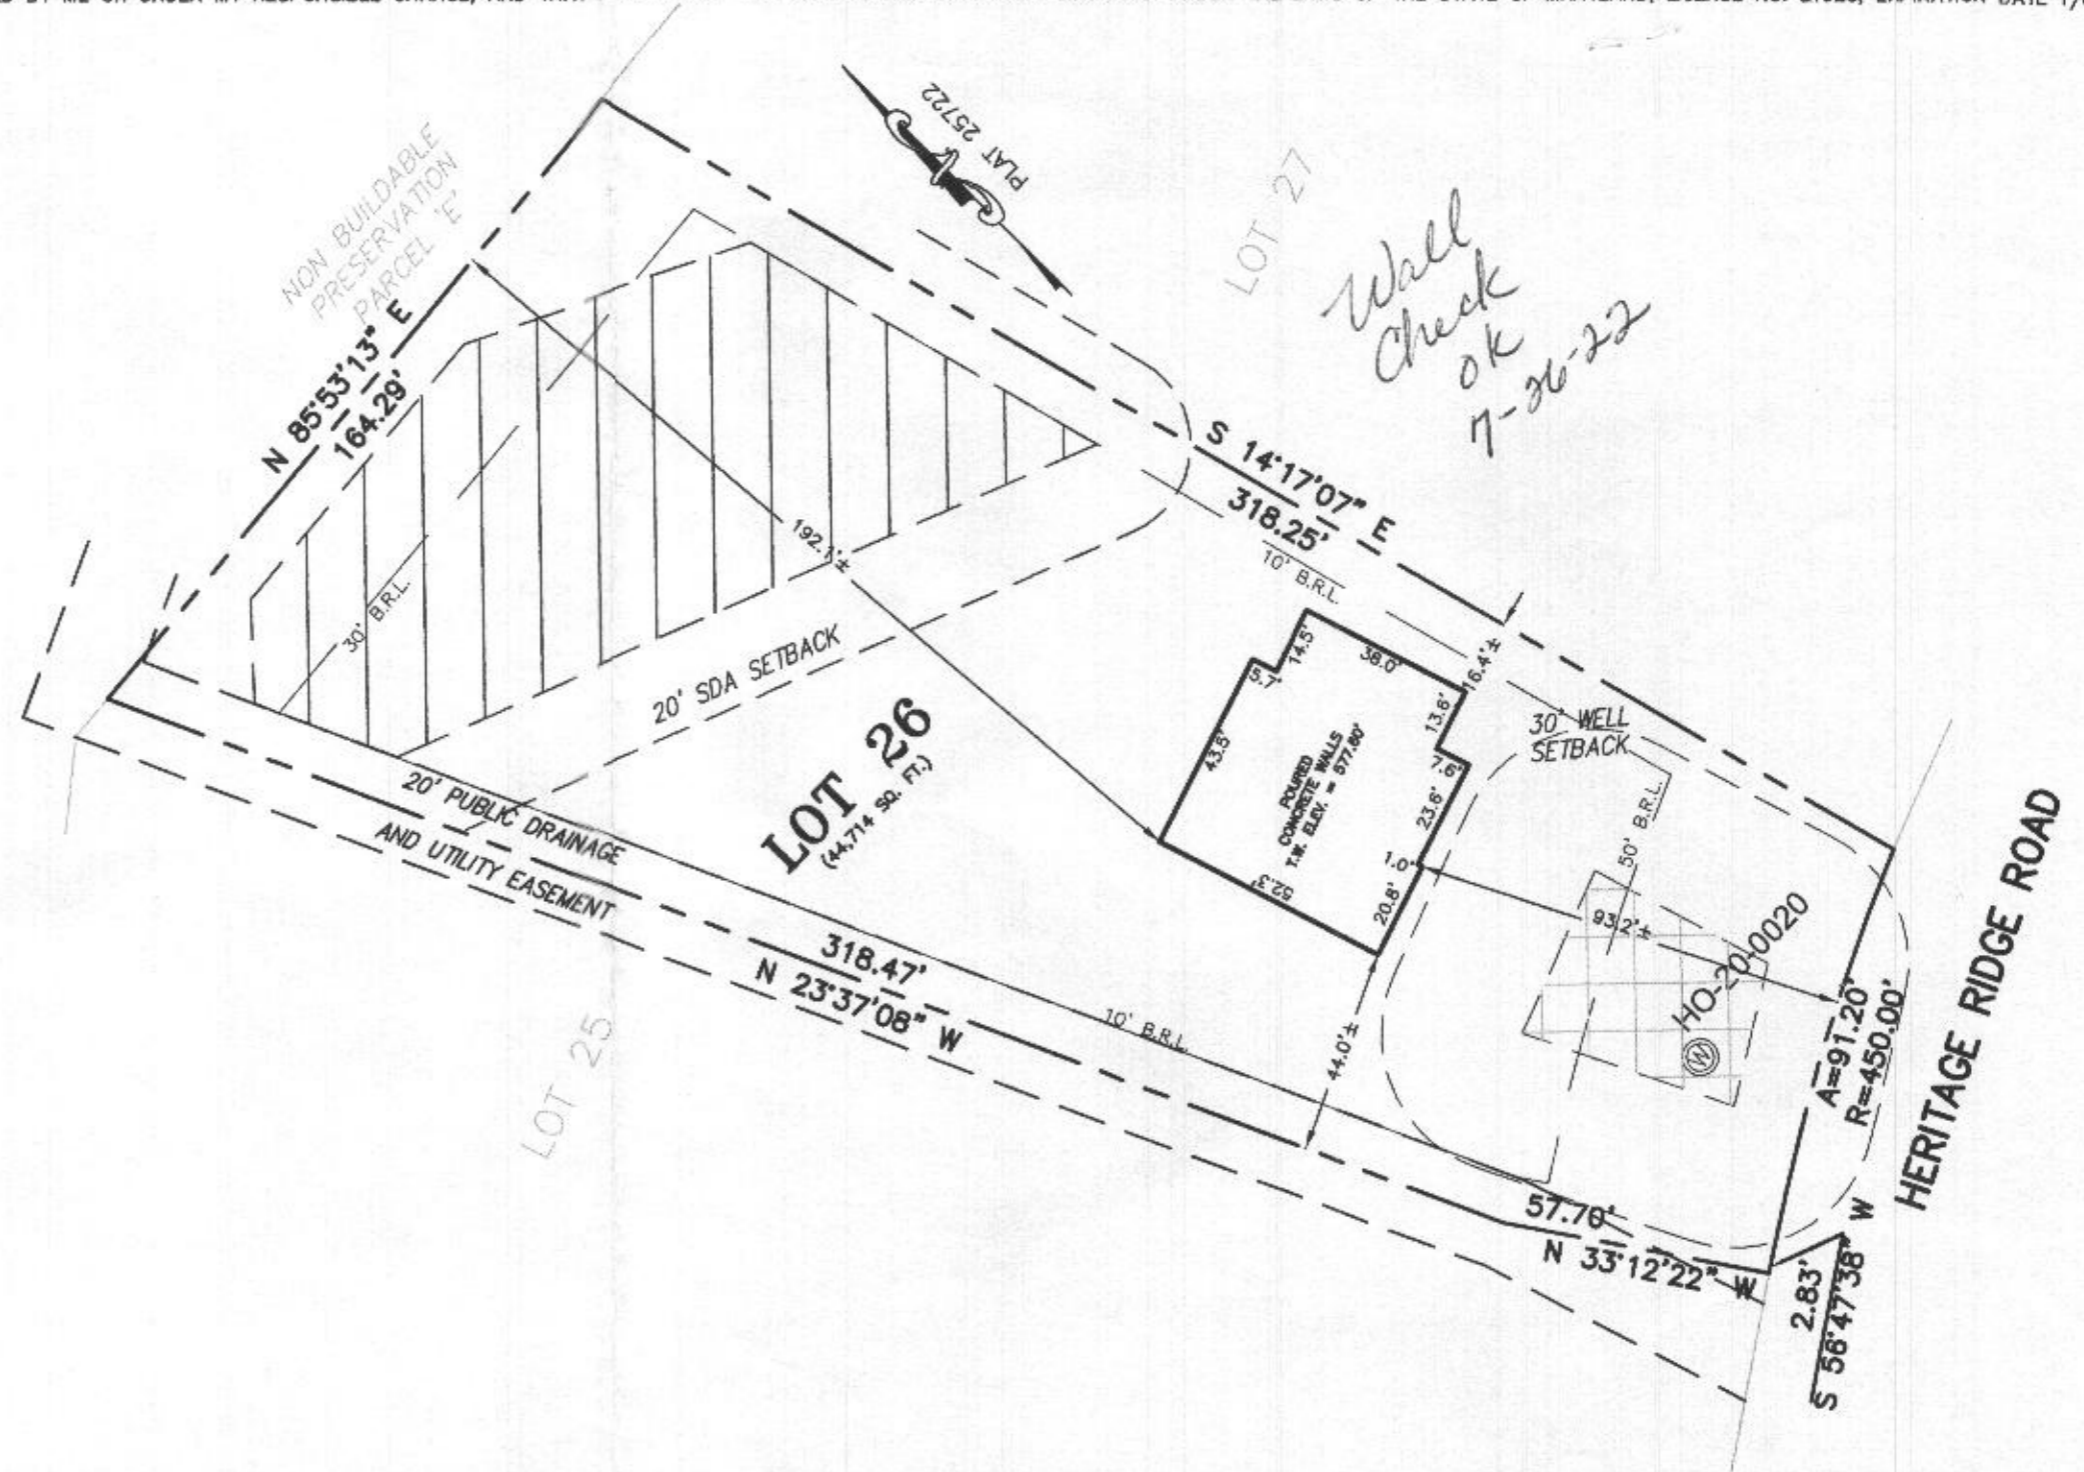 PLAT 25722
LOT 27
Wall
Check
ok
7-26-22
NON BUILDABLE
PRESERVATION
PARCEL 'E'
N 85°53'13" E
164.29'
S 14°17'07" E
318.25'
10' B.R.L.
192.1'±
30' B.R.L.
20' SDA SETBACK
LOT 26
(44,714 SQ. FT.)
14.5'
38.0'
16.4'±
5.7'
13.6'
43.5'
POURED
CONCRETE WALLS
T.W. ELEV. = 577.60'
7.6'
23.6'
1.0'
52.3'
20.8'
30' WELL
SETBACK
50' B.R.L.
93.2'±
HO-20-0020
W
A=91.20'
R=450.00'
HERITAGE RIDGE ROAD
20' PUBLIC DRAINAGE
AND UTILITY EASEMENT
318.47'
N 23°37'08" W
10' B.R.L.
44.0'±
LOT 25
57.70'
N 33°12'22" W
2.83'
S 56°47'38" W